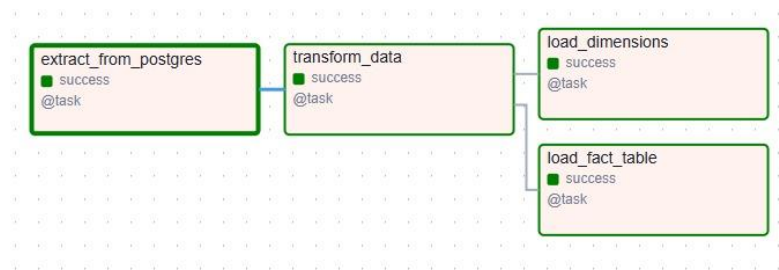 extract_from_postgres
success
@task
transform_data
success
@task
load_dimensions
success
@task
load_fact_table
success
@task